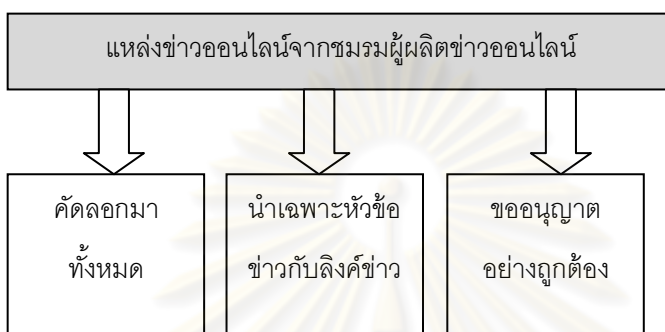 แหล่งข่าวออนไลน์จากชมรมผู้ผลิตข่าวออนไลน์
คัดลอกมา
ทั้งหมด
นำเฉพาะหัวข้อ
ข่าวกับลิงค์ข่าว
ขออนุญาต
อย่างถูกต้อง